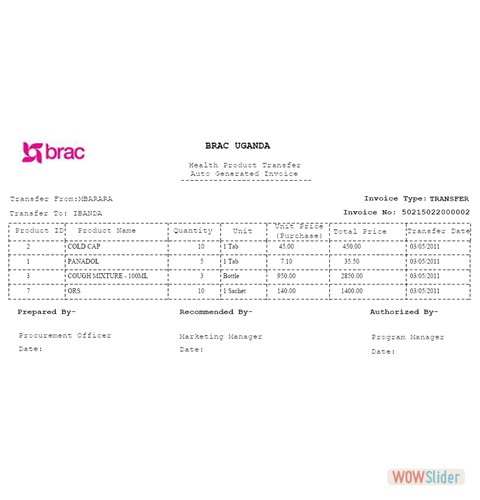 brac
BRAC UGANDA
Health Product Transfer
Auto Generated Invoice
Transfer From:MBARARA Invoice Type: TRANSFER
Transfer To: IBANDA Invoice No: 50215022000002
Product ID Product Name Quantity Unit Unit Price (Purchase) Total Price Transfer Date
2 COLD CAP 10 1 Tab 45.00 450.00 03/05/2011
1 PANADOL 5 1 Tab 7.10 35.50 03/05/2011
3 COUGH MIXTURE - 100ML 3 Bottle 950.00 2850.00 03/05/2011
7 ORS 10 1 Sachet 140.00 1400.00 03/05/2011
Prepared By- Recommended By- Authorized By-
Procurement Officer Marketing Manager Program Manager
Date: Date: Date:
WOWSlider